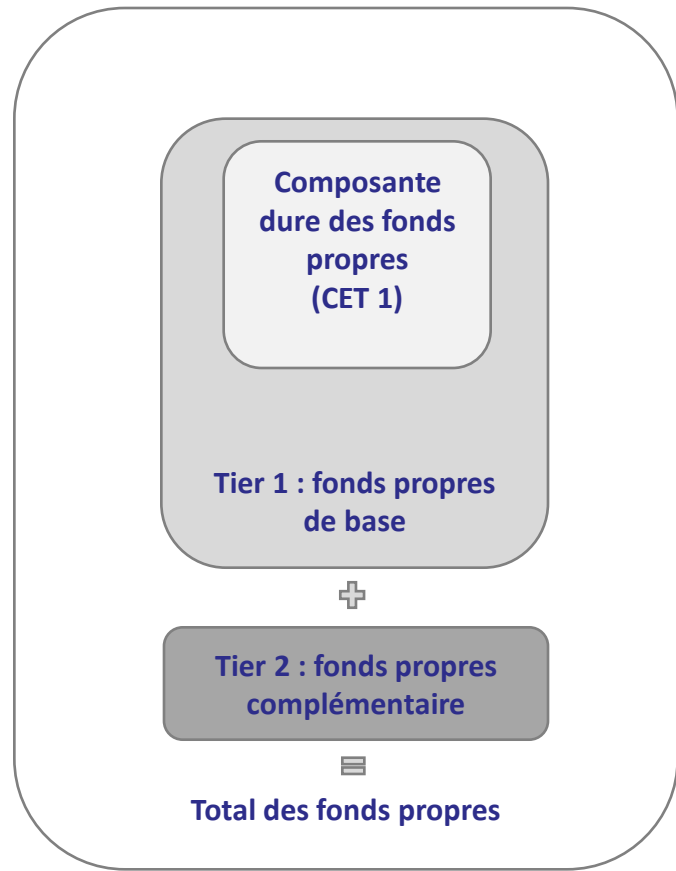 Composante
dure des fonds
propres
(CET 1)
Tier 1 : fonds propres
de base
Tier 2 : fonds propres
complémentaire
Total des fonds propres